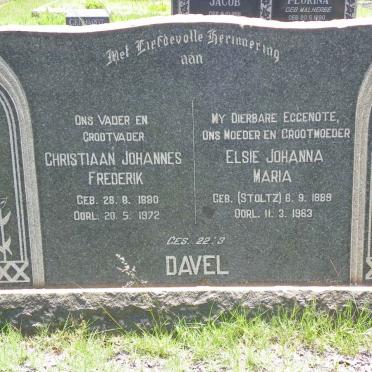 JACOB
FLORINA
GEB MALHERBE
Met Liefdevolle Herinnering
aan
ONS VADER EN
GROOTVADER
CHRISTIAAN JOHANNES
FREDERIK
GEB. 28. 8. 1880
OORL. 20. 5. 1972
MY DIERBARE EGGENOTE,
ONS MOEDER EN GROOTMOEDER
ELSIE JOHANNA
MARIA
GEB. (STOLTZ) 6. 9. 1889
OORL. 11. 3. 1963
GES. 22:3
DAVEL